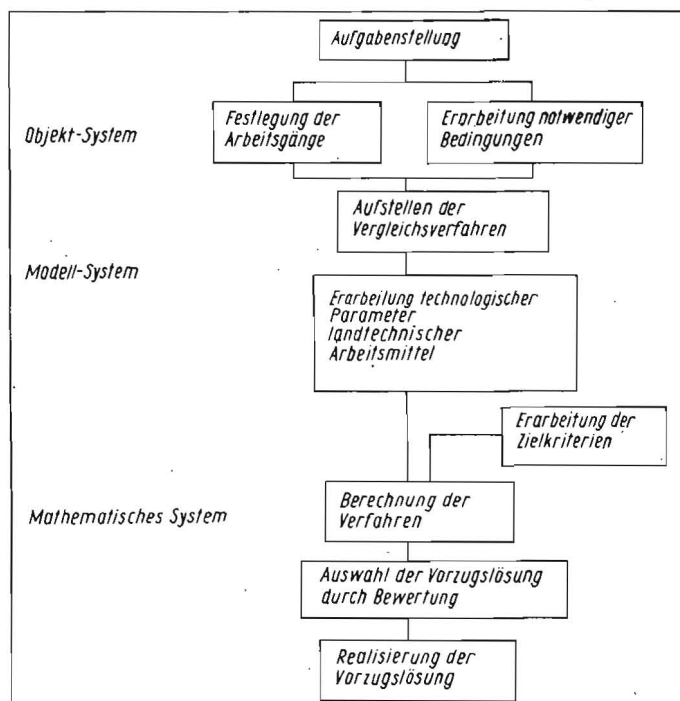 Aufgabenstellung
Objekt-System
Festlegung der
Arbeitsgänge
Erarbeitung notwendiger
Bedingungen
Aufstellen der
Vergleichsverfahren
Modell-System
Erarbeitung technologischer
Parameter
landtechnischer
Arbeitsmittel
Erarbeitung der
Zielkriterien
Mathematisches System
Berechnung der
Verfahren
Auswahl der Vorzugslösung
durch Bewertung
Realisierung der
Vorzugslösung